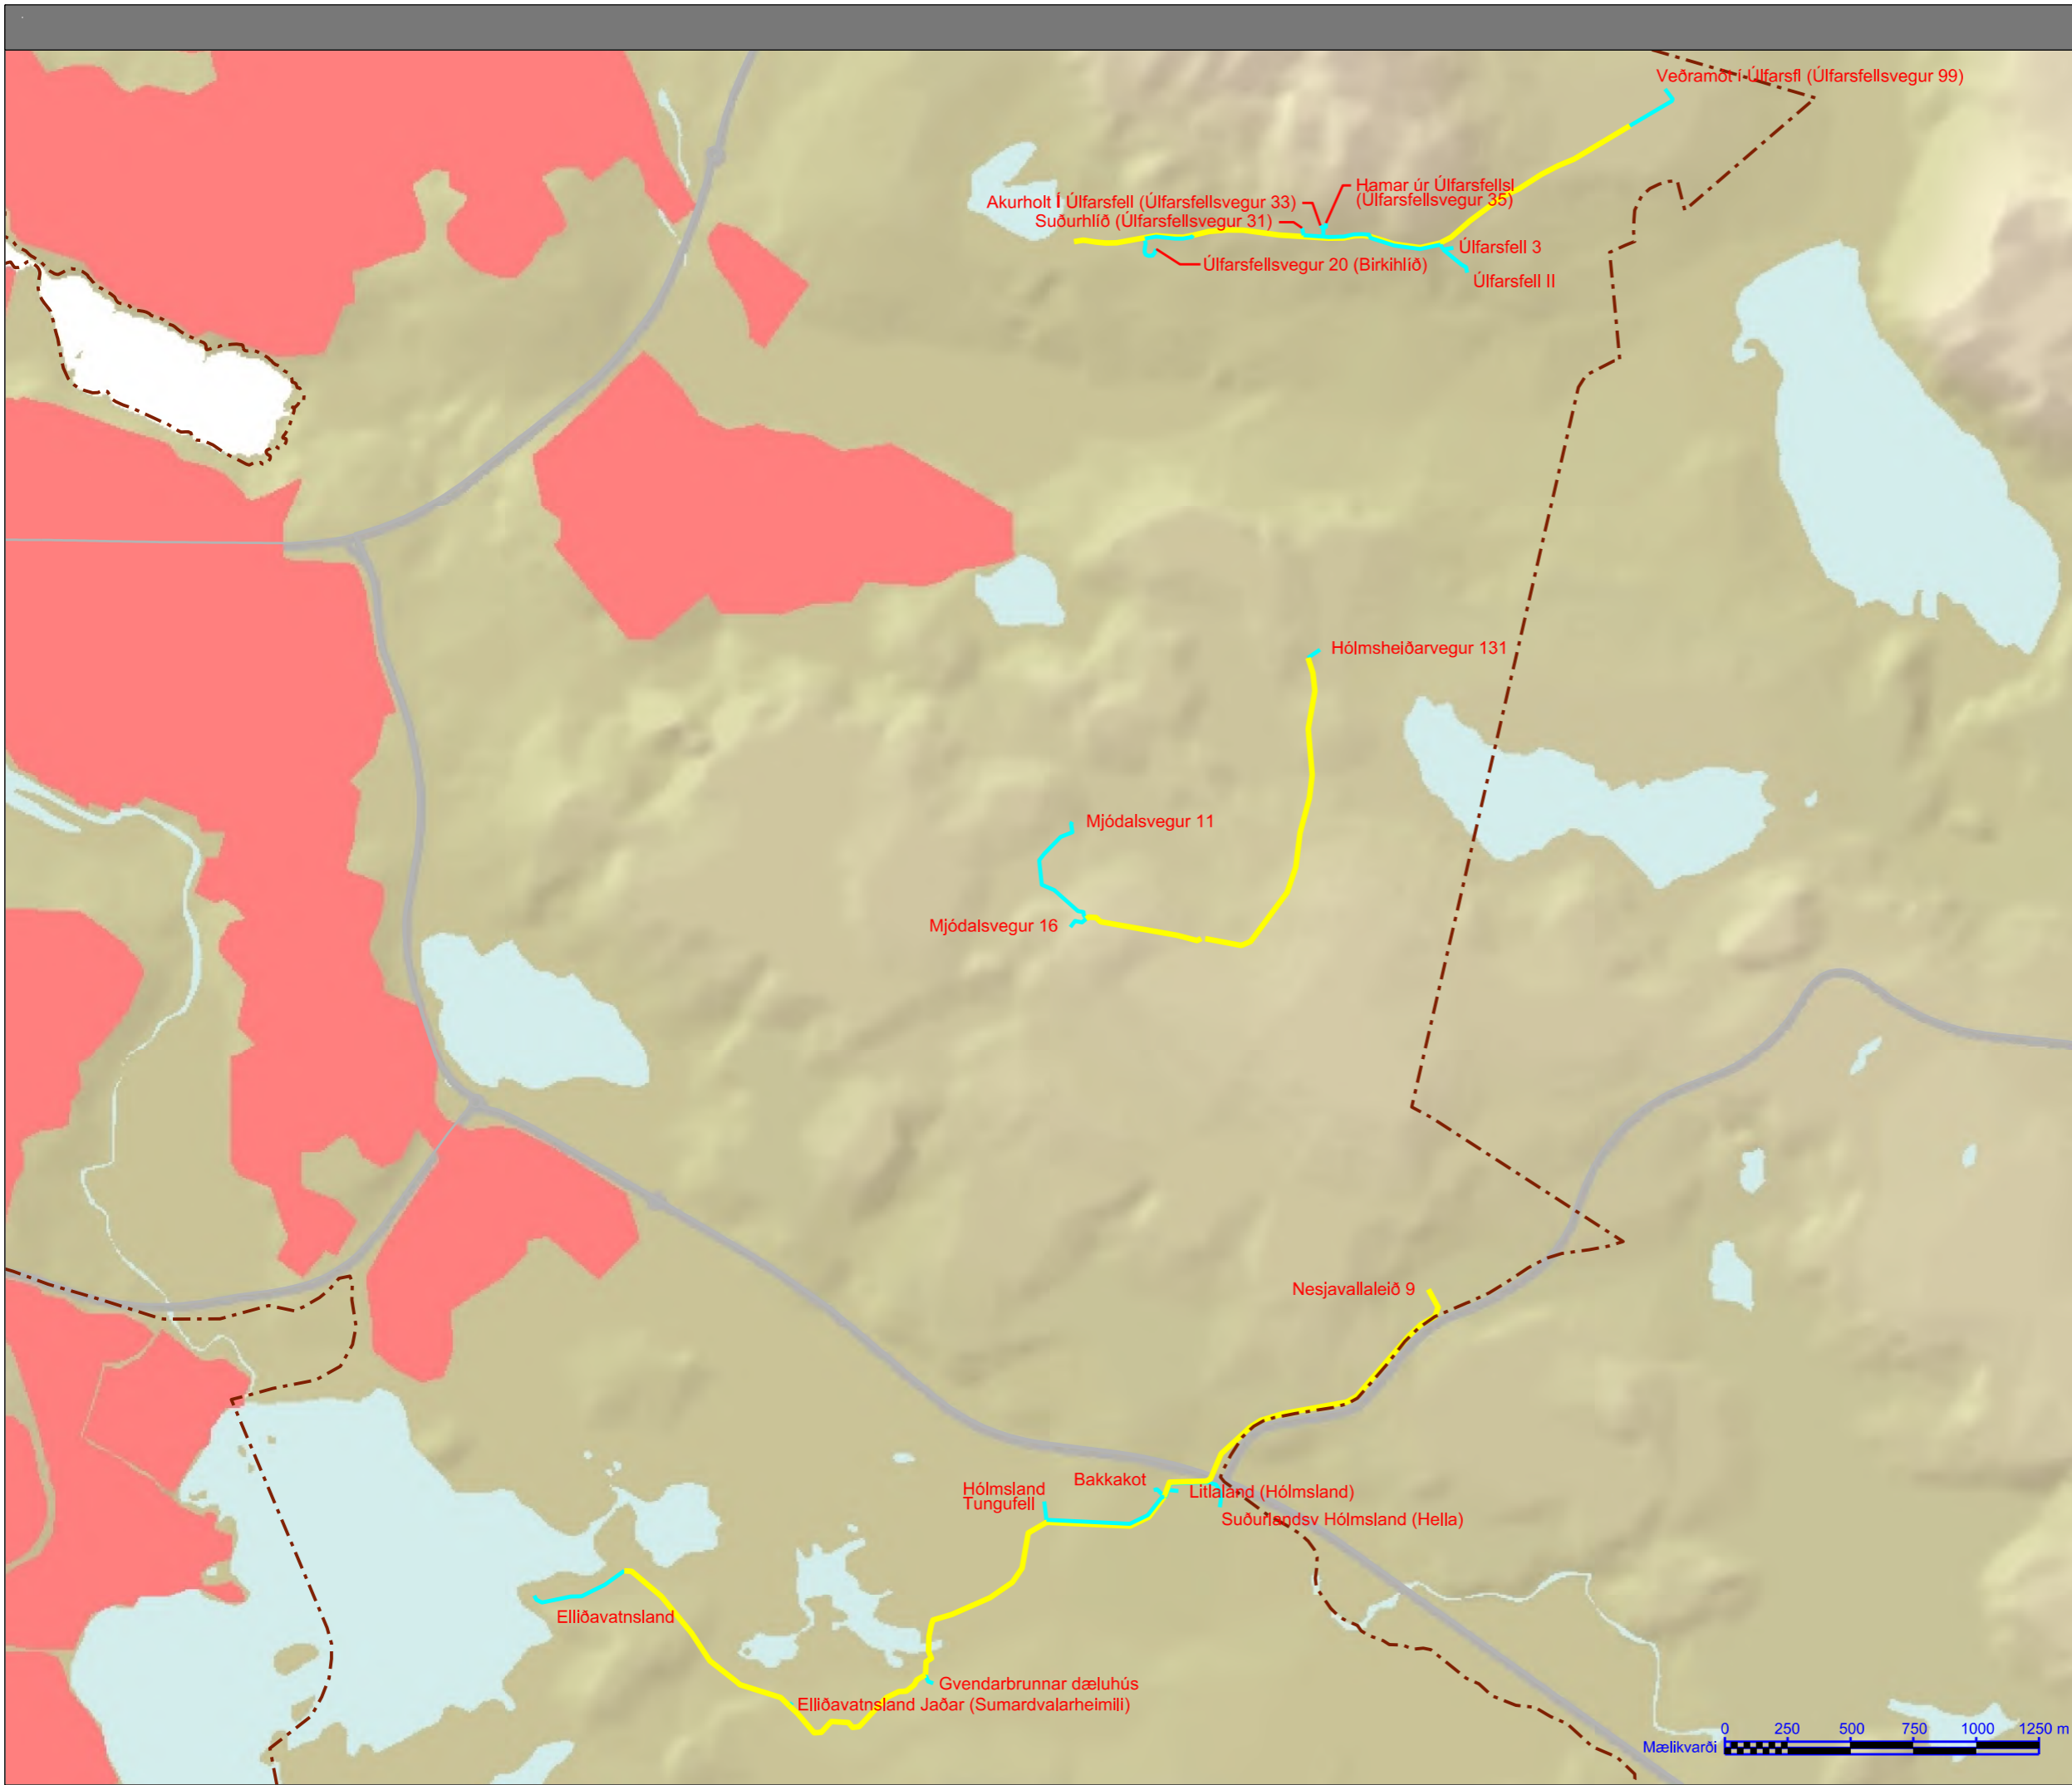 Veðramót í Úlfarsfl (Úlfarsfellsvegur 99)
Hamar úr Úlfarsfellsl
(Úlfarsfellsvegur 35)
Akurholt Í Úlfarsfell (Úlfarsfellsvegur 33)
Suðurhlíð (Úlfarsfellsvegur 31)
Úlfarsfell 3
Úlfarsfellsvegur 20 (Birkihlíð)
Úlfarsfell II
Hólmsheiðarvegur 131
Mjódalsvegur 11
Mjódalsvegur 16
Nesjavallaleið 9
Bakkakot
Hólmsland
Tungufell
Litlaland (Hólmsland)
Suðurlandsv Hólmsland (Hella)
Elliðavatnsland
Gvendarbrunnar dæluhús
Elliðavatnsland Jaðar (Sumardvalarheimili)
0 250 500 750 1000 1250 m
Mælikvarði